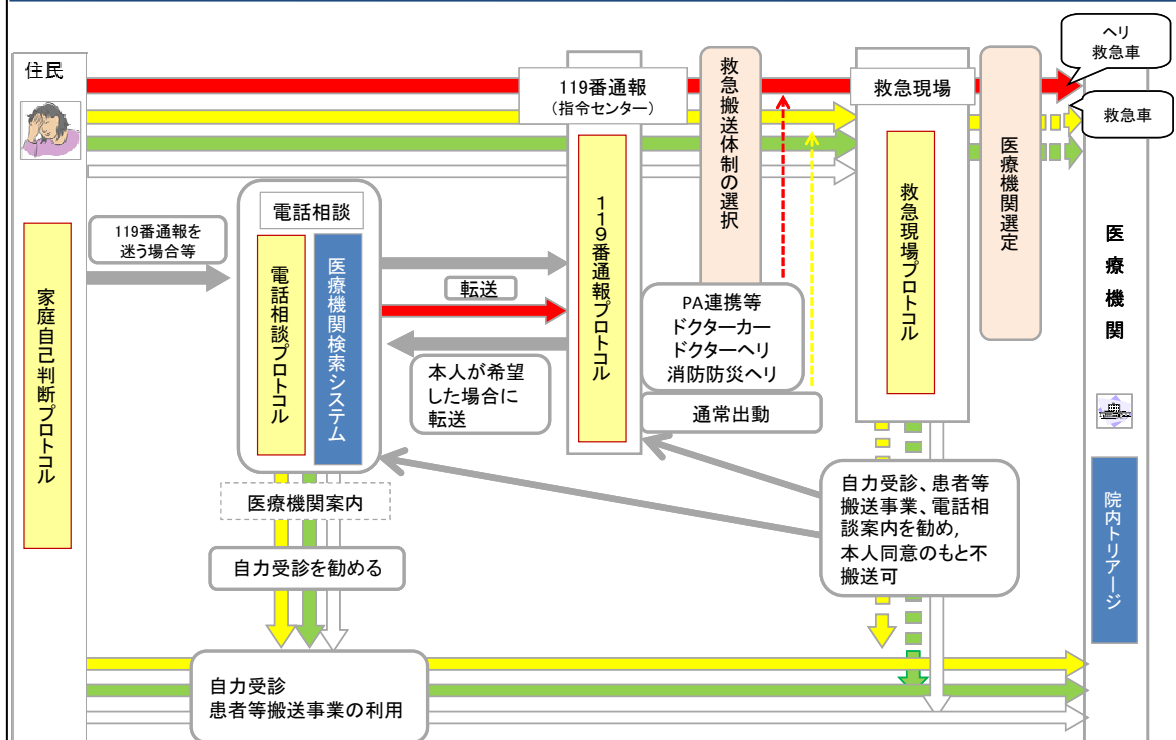 ヘリ
救急車
救急車
住民
119番通報
（指令センター）
救急搬送体制の選択
救急現場
医療機関選定
医療機関
119番通報を
迷う場合等
家庭自己判断プロトコル
電話相談
電話相談プロトコル
医療機関検索システム
転送
本人が希望
した場合に
転送
119番通報プロトコル
PA連携等
ドクターカー
ドクターヘリ
消防防災ヘリ
通常出動
救急現場プロトコル
医療機関案内
自力受診を勧める
自力受診、患者等
搬送事業、電話相
談案内を勧め,
本人同意のもと不
搬送可
院内トリアージ
自力受診
患者等搬送事業の利用